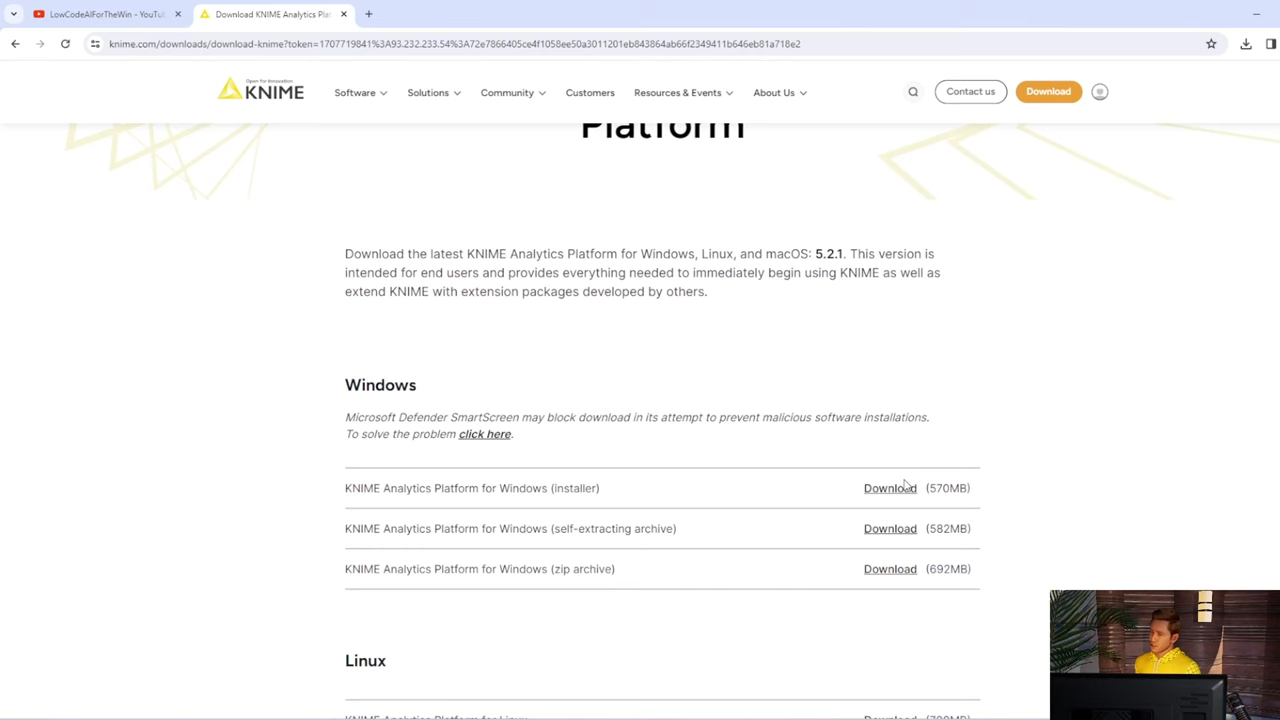 LowCodeAIForTheWin - YouTu
Download KNIME Analytics Plat
knime.com/downloads/download-knime?token=1707719841%3A93.232.233.54%3A72e7866405ce4f1058ee50a3011201eb843864ab66f2349411b646eb81a718e2
Open for Innovation
KNIME
Software
Solutions
Community
Customers
Resources & Events
About Us
Contact us
Download
Platform
Download the latest KNIME Analytics Platform for Windows, Linux, and macOS: 5.2.1. This version is
intended for end users and provides everything needed to immediately begin using KNIME as well as
extend KNIME with extension packages developed by others.
Windows
Microsoft Defender SmartScreen may block download in its attempt to prevent malicious software installations.
To solve the problem click here.
KNIME Analytics Platform for Windows (installer) Download (570MB)
KNIME Analytics Platform for Windows (self-extracting archive) Download (582MB)
KNIME Analytics Platform for Windows (zip archive) Download (692MB)
Linux